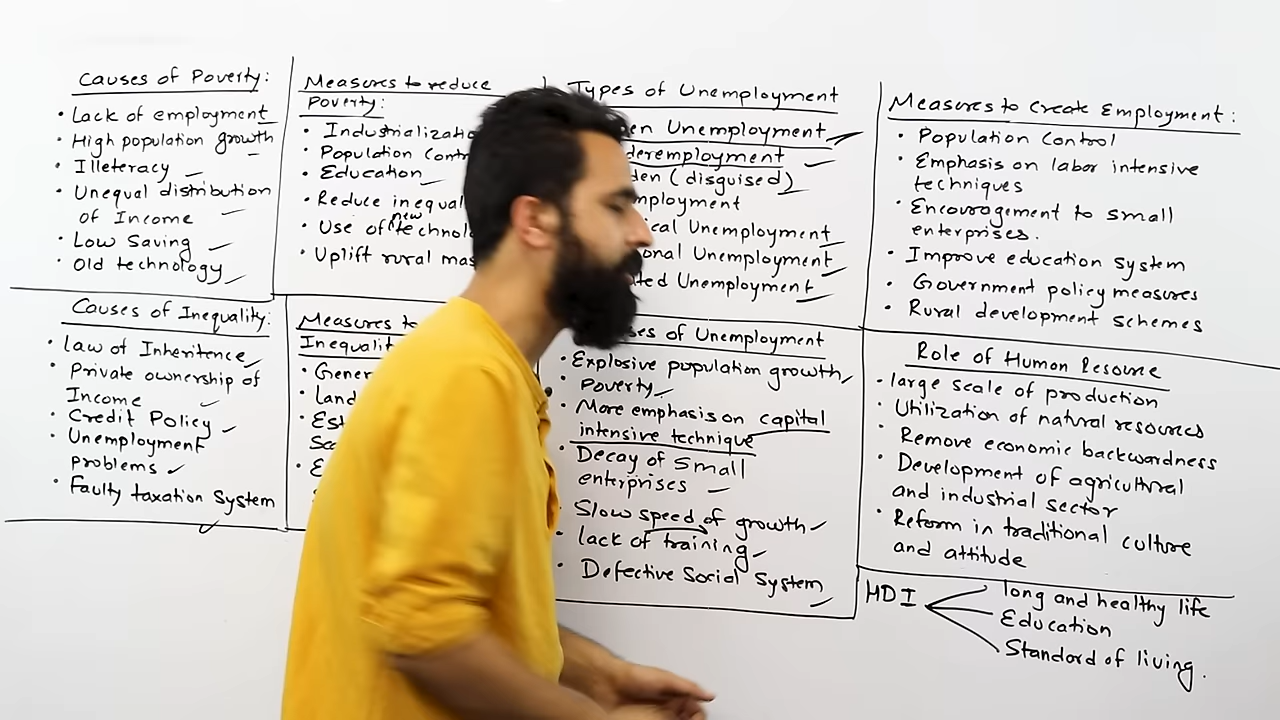 Causes of Poverty:
• Lack of employment
• High population growth
• Illeteracy
• Unequal distribution
of Income
• Low Saving
• Old technology
Measures to reduce
Poverty:
• Industrializatio
• Population Contr
• Education
• Reduce inequal
• Use of new technolo
• Uplift rural mas
Types of Unemployment
en Unemployment
deremployment
den (disguised)
mployment
ical Unemployment
onal Unemployment
ted Unemployment
Measures to Create Employment:
• Population Control
• Emphasis on labor intensive
techniques
• Encouragement to small
enterprises.
• Improve education system
• Government policy measures
• Rural development schemes
Causes of Inequality:
• Law of Inheritence
• Private ownership of
Income
• Credit Policy
• Unemployment
problems
• Faulty taxation System
Measures to
Inequalit
• Gener
• land
• Est
• E
ses of Unemployment
• Explosive population growth
• Poverty
• More emphasis on capital
intensive technique
• Decay of Small
enterprises
• Slow speed of growth
• lack of training
• Defective Social System
Role of Human Resource
• large scale of production
• Utilization of natural resources
• Remove economic backwardness
• Development of agricultural
and industrial sector
• Reform in traditional culture
and attitude
HDI
long and healthy life
Education
Standard of living.